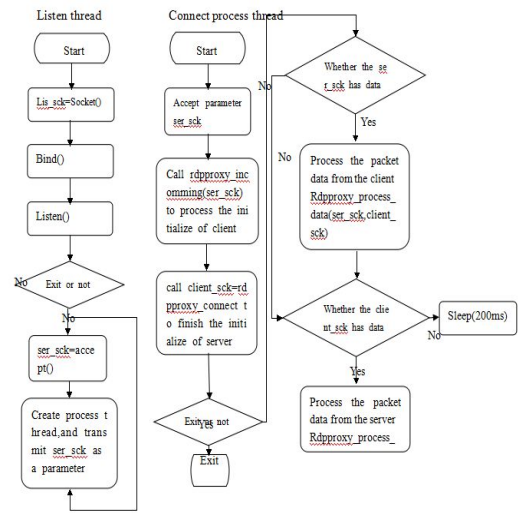 Listen thread
Start
Lis_sck=Socket()
Bind()
Listen()
No
Exit or not
No
ser_sck=acce
pt()
Create process t
hread,and trans
mit ser_sck as
a parameter
Connect process thread
Start
Accept parameter
ser_sck
Call rdpproxy_inc
omming(ser_sck)
to process the ini
tialize of client
call client_sck=rd
pproxy_connect t
o finish the initi
alize of server
Exit or not
Yes
Exit
No
Whether the se
r_sck has data
Yes
No
Process the packet
data from the client
Rdpproxy_process_
data(ser_sck,client_
sck)
Whether the clie
nt_sck has data
No
Sleep(200ms)
Yes
Process the packet
data from the server
Rdpproxy_process_